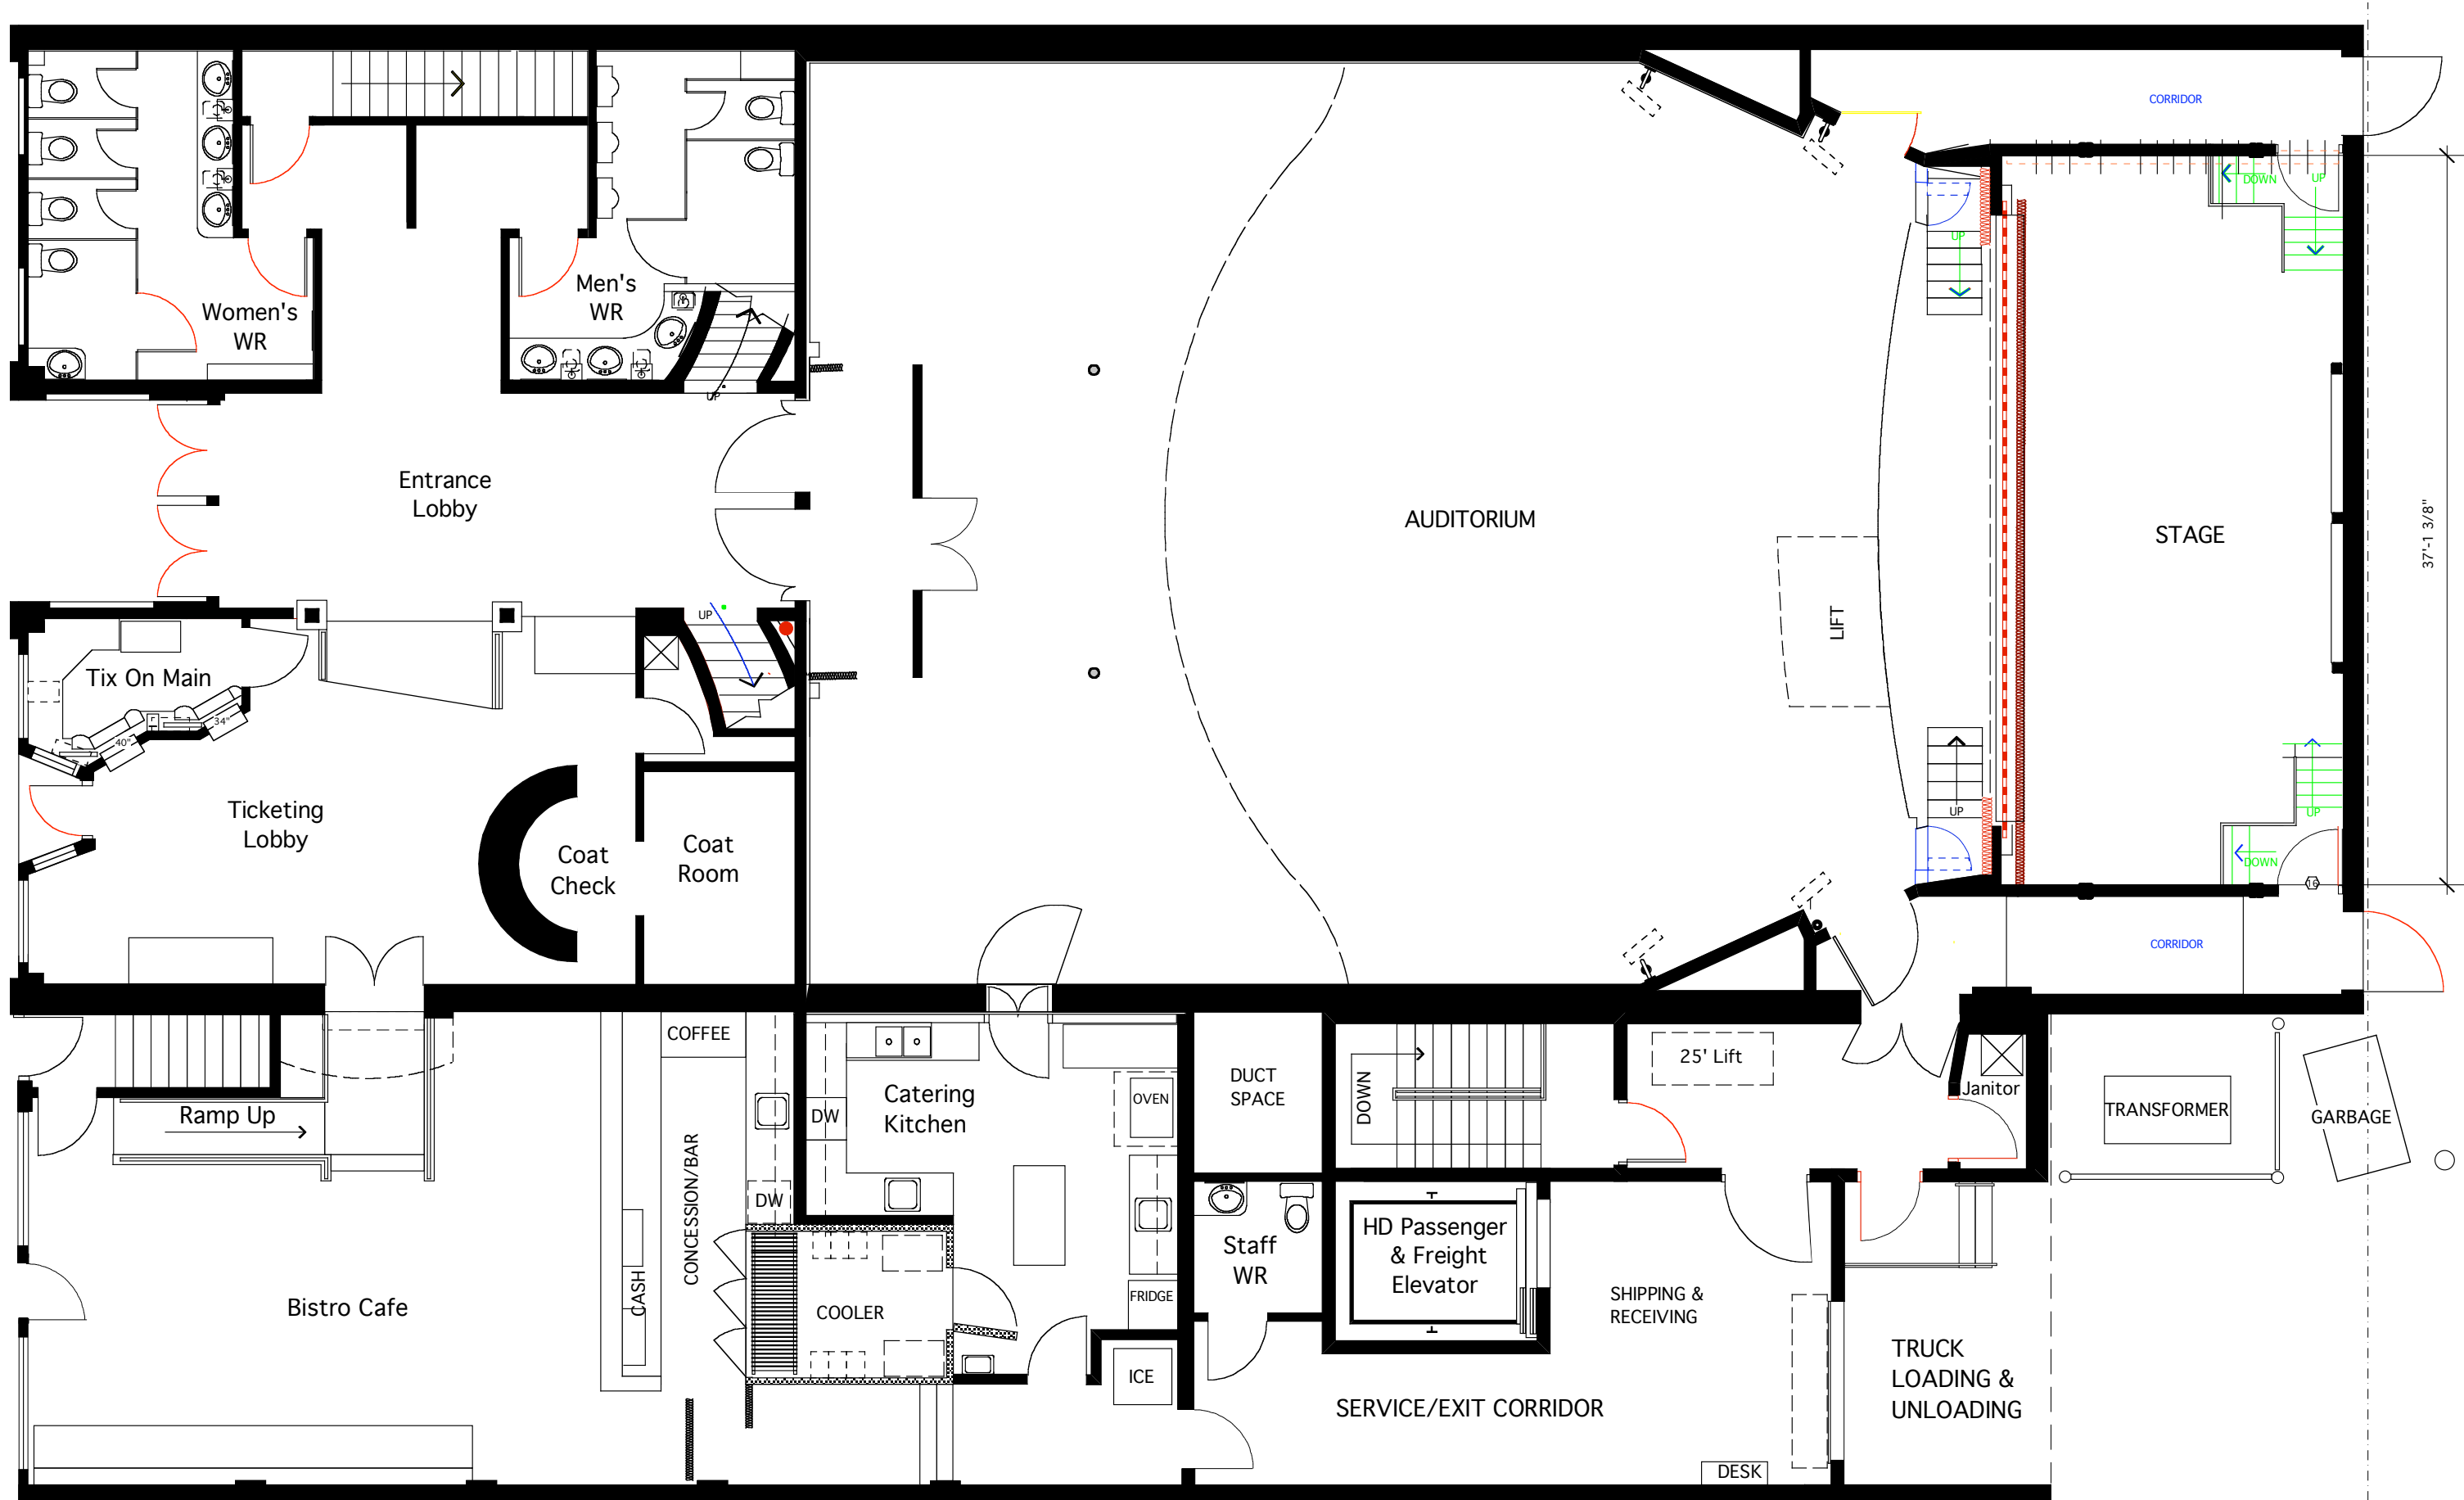 CORRIDOR
DOWN
UP
UP
Women's
WR
Men's
WR
UP
Entrance
Lobby
AUDITORIUM
STAGE
37'-1 3/8"
LIFT
UP
Tix On Main
34"
40"
Ticketing
Lobby
Coat
Check
Coat
Room
UP
UP
DOWN
16
CORRIDOR
COFFEE
Ramp Up
CONCESSION/BAR
DW
CASH
Bistro Cafe
DW
Catering
Kitchen
OVEN
FRIDGE
COOLER
ICE
DUCT
SPACE
DOWN
25' Lift
Janitor
TRANSFORMER
GARBAGE
Staff
WR
HD Passenger
& Freight
Elevator
SHIPPING &
RECEIVING
SERVICE/EXIT CORRIDOR
DESK
TRUCK
LOADING &
UNLOADING